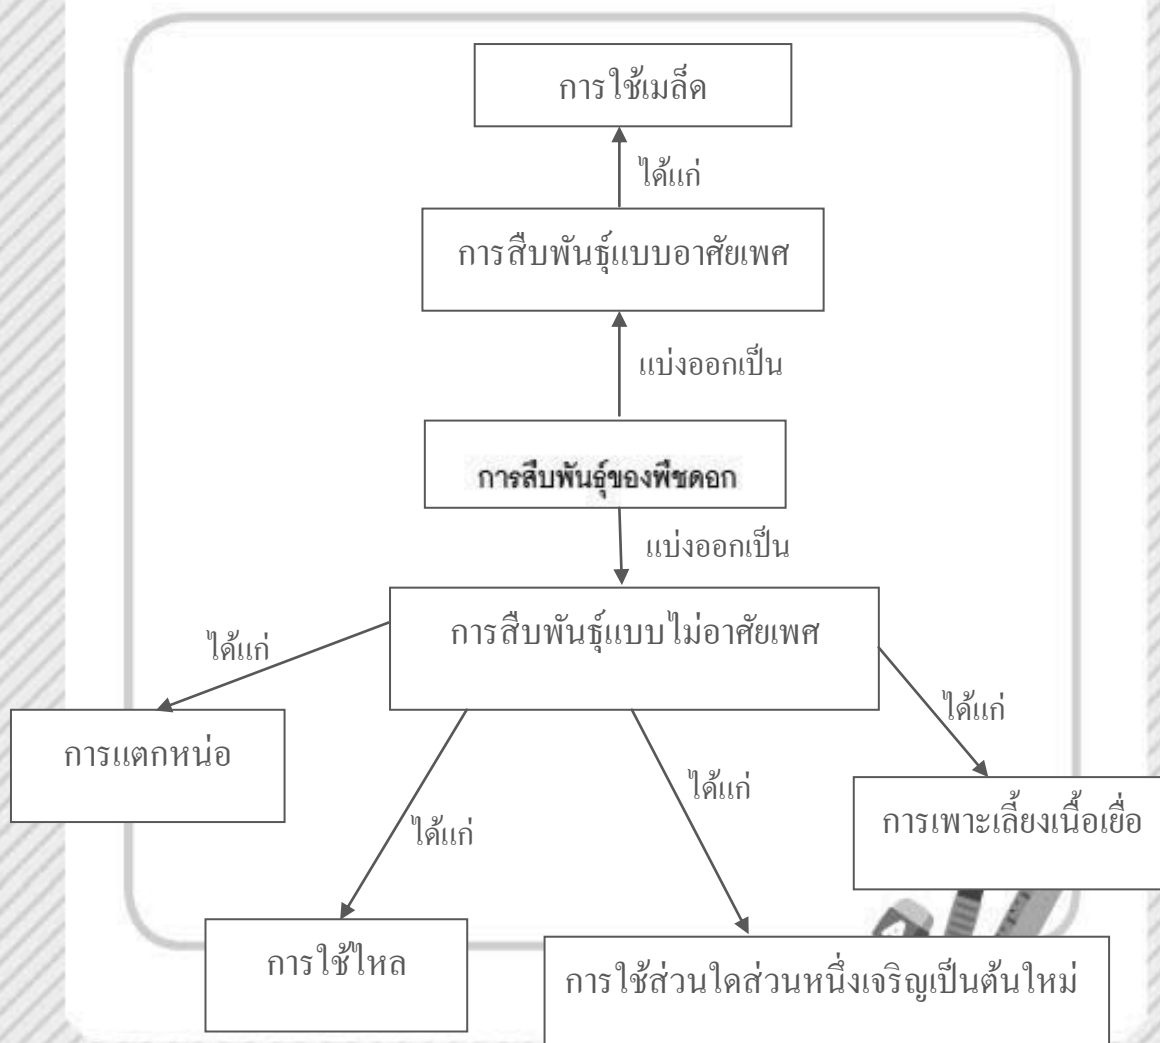 การใช้เมล็ด
ได้แก่
การสืบพันธุ์แบบอาศัยเพศ
แบ่งออกเป็น
การสืบพันธุ์ของพืชดอก
แบ่งออกเป็น
การสืบพันธุ์แบบไม่อาศัยเพศ
ได้แก่
การแตกหน่อ
ได้แก่
การใช้ไหล
ได้แก่
การใช้ส่วนใดส่วนหนึ่งเจริญเป็นต้นใหม่
ได้แก่
การเพาะเลี้ยงเนื้อเยื่อ